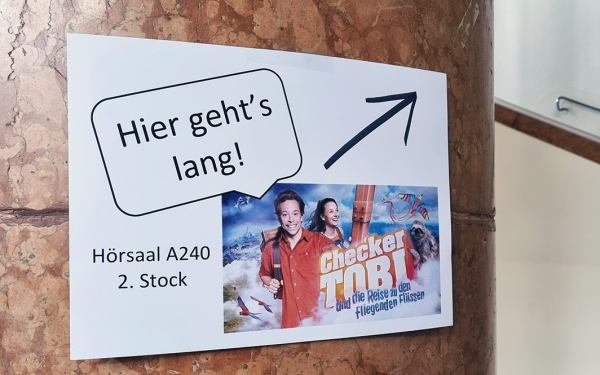 Hier geht's
lang!
Hörsaal A240
2. Stock
Checker
TOBI
und die Reise zu den
fliegenden Flüssen